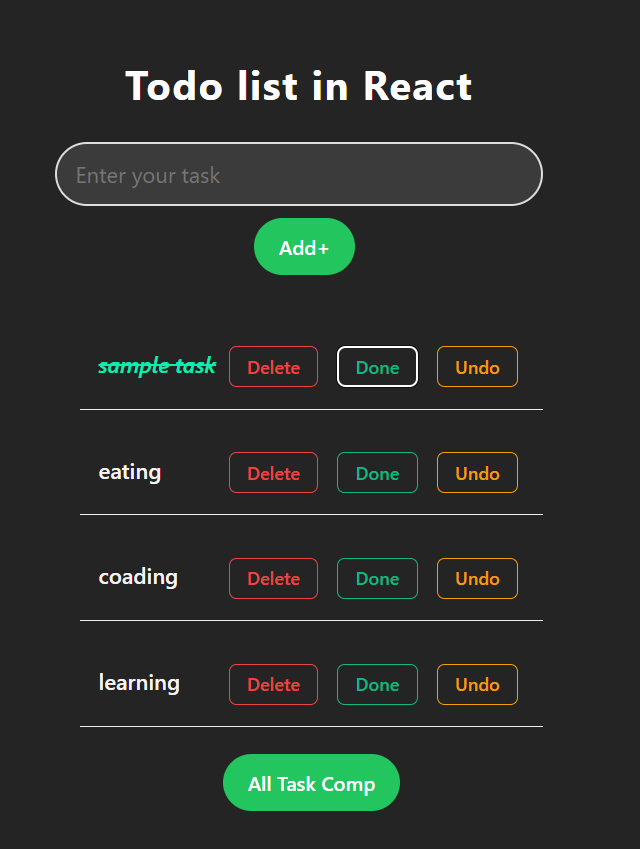 Todo list in React
Enter your task
Add+
sample task Delete Done Undo
eating Delete Done Undo
coading Delete Done Undo
learning Delete Done Undo
All Task Comp